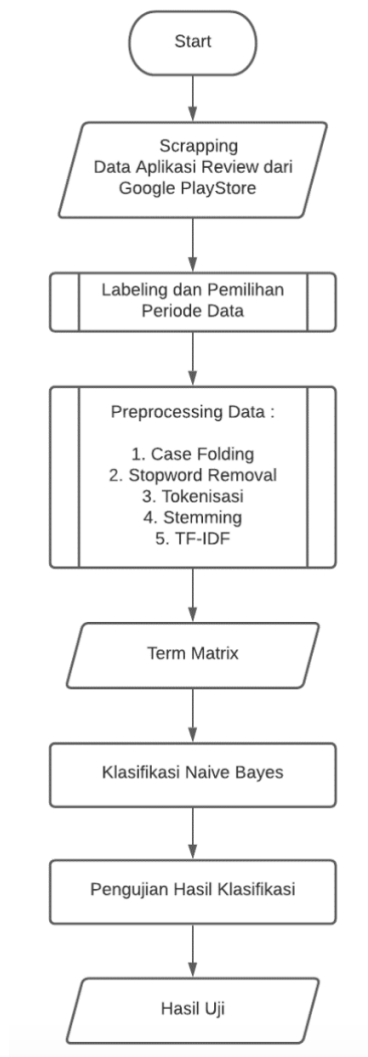 Start
Scrapping
Data Aplikasi Review dari
Google PlayStore
Labeling dan Pemilihan
Periode Data
Preprocessing Data :
1. Case Folding
2. Stopword Removal
3. Tokenisasi
4. Stemming
5. TF-IDF
Term Matrix
Klasifikasi Naive Bayes
Pengujian Hasil Klasifikasi
Hasil Uji